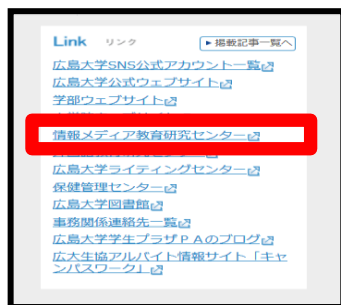 Link リンク ▶掲載記事一覧へ
広島大学SNS公式アカウント一覧
広島大学公式ウェブサイト
学部ウェブサイト
情報メディア教育研究センター
広島大学ライティングセンター
保健管理センター
広島大学図書館
事務関係連絡先一覧
広島大学学生プラザPAのブログ
広大生協アルバイト情報サイト「キャ
ンパスワーク」